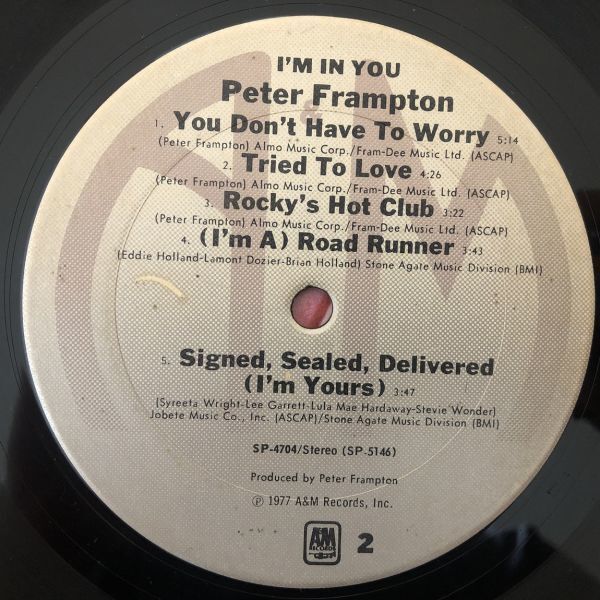 I'M IN YOU
Peter Frampton
1. You Don't Have To Worry 5:14
(Peter Frampton) Almo Music Corp./Fram-Dee Music Ltd. (ASCAP)
2. Tried To Love 4:26
(Peter Frampton) Almo Music Corp./Fram-Dee Music Ltd. (ASCAP)
3. Rocky's Hot Club 3:22
(Peter Frampton) Almo Music Corp./Fram-Dee Music Ltd. (ASCAP)
4. (I'm A) Road Runner 3:43
(Eddie Holland-Lamont Dozier-Brian Holland) Stone Agate Music Division (BMI)
5. Signed, Sealed, Delivered
(I'm Yours) 3:47
(Syreeta Wright-Lee Garrett-Lula Mae Hardaway-Stevie Wonder)
Jobete Music Co., Inc. (ASCAP)/Stone Agate Music Division (BMI)
SP-4704/Stereo (SP-5146)
Produced by Peter Frampton
℗ 1977 A&M Records, Inc.
A&M RECORDS 2